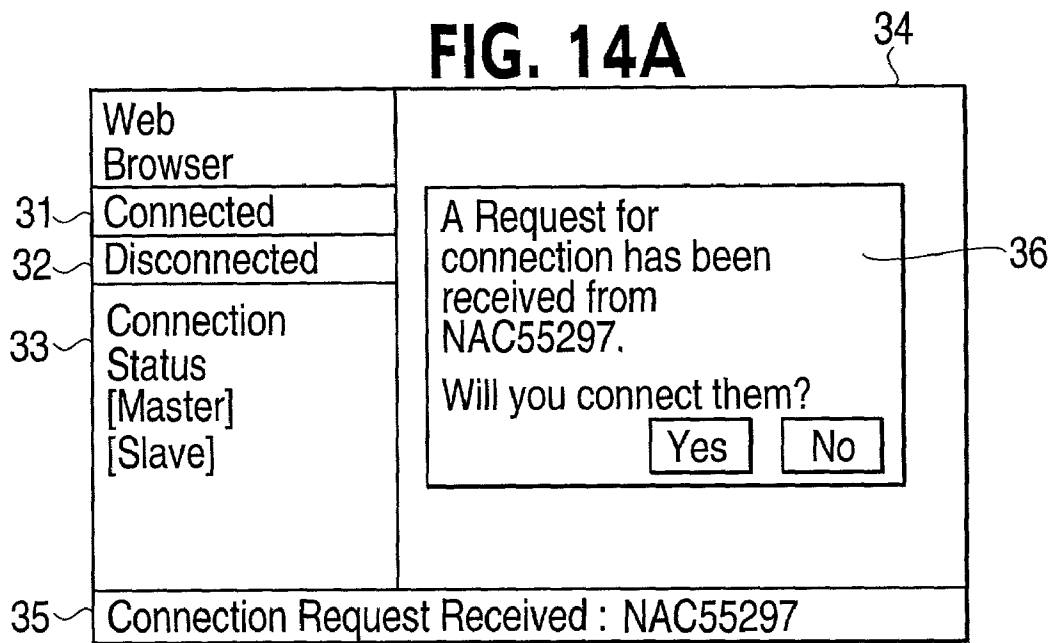 FIG. 14A
34
Web
Browser
31
Connected
32
Disconnected
33
Connection
Status
[Master]
[Slave]
A Request for
connection has been
received from
NAC55297.
Will you connect them?
Yes
No
36
35
Connection Request Received : NAC55297